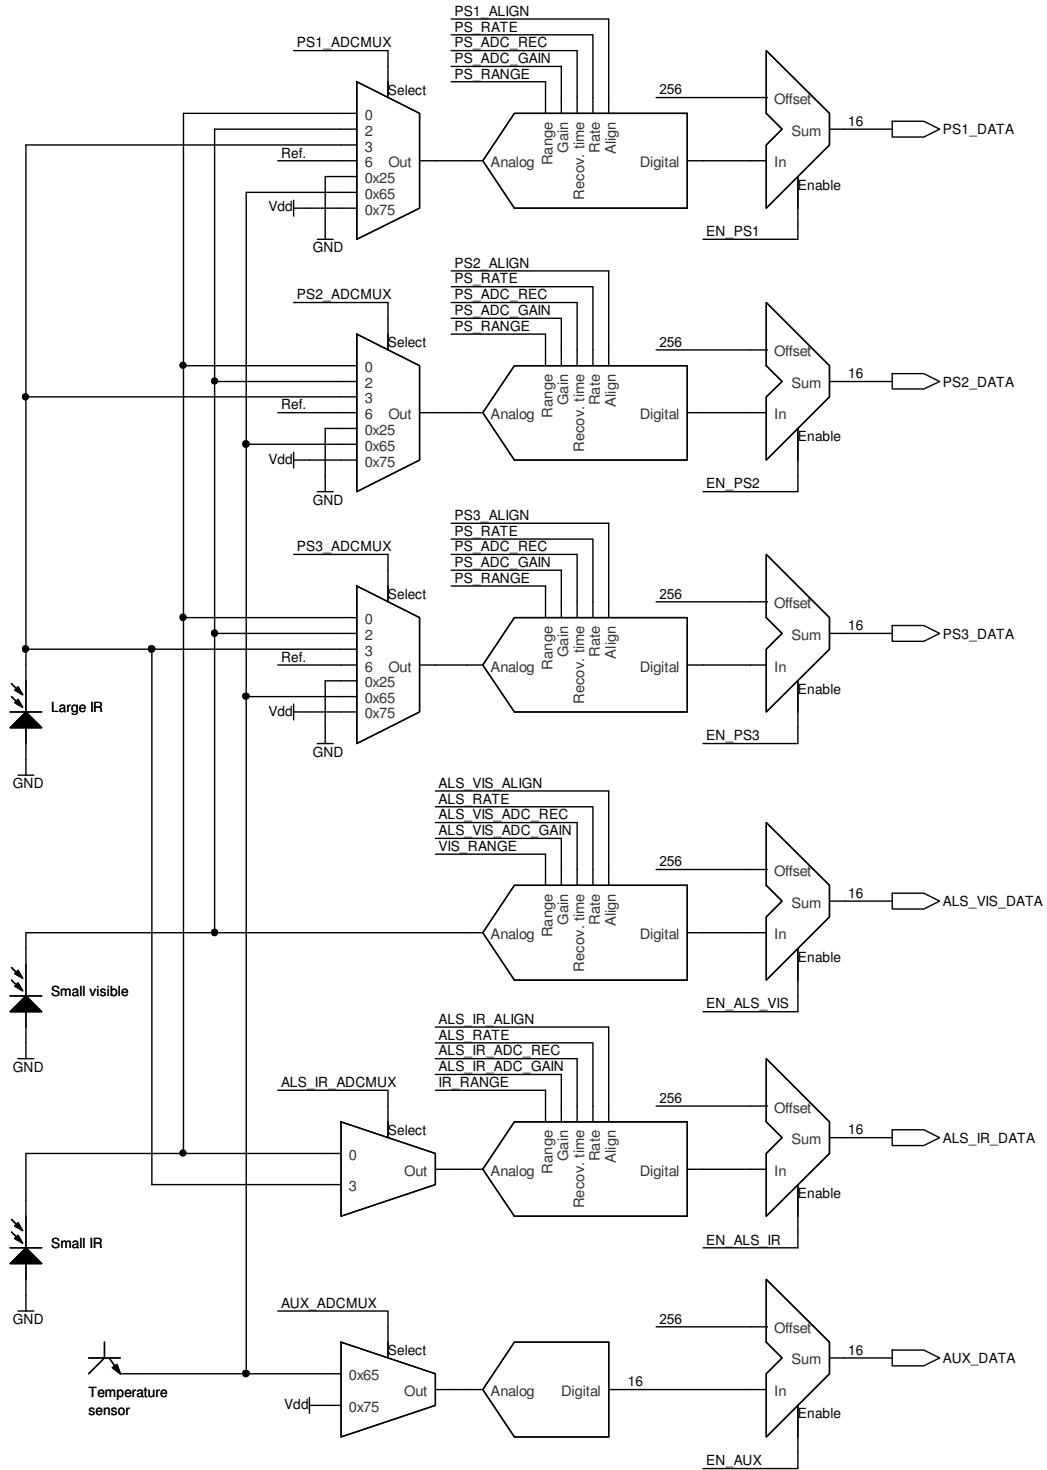 PS1_ALIGN
PS_RATE
PS_ADC_REC
PS_ADC_GAIN
PS_RANGE
PS1_ADCMUX
Select
0
2
3
6
0x25
0x65
0x75
Out
Ref.
Vdd
GND
Analog
Range
Gain
Recov. time
Rate
Align
Digital
256
Offset
Sum
In
Enable
EN_PS1
16
PS1_DATA
PS2_ALIGN
PS_RATE
PS_ADC_REC
PS_ADC_GAIN
PS_RANGE
PS2_ADCMUX
Select
0
2
3
6
0x25
0x65
0x75
Out
Ref.
Vdd
GND
Analog
Range
Gain
Recov. time
Rate
Align
Digital
256
Offset
Sum
In
Enable
EN_PS2
16
PS2_DATA
PS3_ALIGN
PS_RATE
PS_ADC_REC
PS_ADC_GAIN
PS_RANGE
PS3_ADCMUX
Select
0
2
3
6
0x25
0x65
0x75
Out
Ref.
Vdd
GND
Analog
Range
Gain
Recov. time
Rate
Align
Digital
256
Offset
Sum
In
Enable
EN_PS3
16
PS3_DATA
Large IR
GND
ALS_VIS_ALIGN
ALS_RATE
ALS_VIS_ADC_REC
ALS_VIS_ADC_GAIN
VIS_RANGE
Analog
Range
Gain
Recov. time
Rate
Align
Digital
256
Offset
Sum
In
Enable
EN_ALS_VIS
16
ALS_VIS_DATA
Small visible
GND
ALS_IR_ALIGN
ALS_RATE
ALS_IR_ADC_REC
ALS_IR_ADC_GAIN
IR_RANGE
ALS_IR_ADCMUX
Select
0
3
Out
Analog
Range
Gain
Recov. time
Rate
Align
Digital
256
Offset
Sum
In
Enable
EN_ALS_IR
16
ALS_IR_DATA
Small IR
GND
AUX_ADCMUX
Select
0x65
0x75
Out
Vdd
Temperature
sensor
Analog
Digital
16
256
Offset
Sum
In
Enable
EN_AUX
16
AUX_DATA